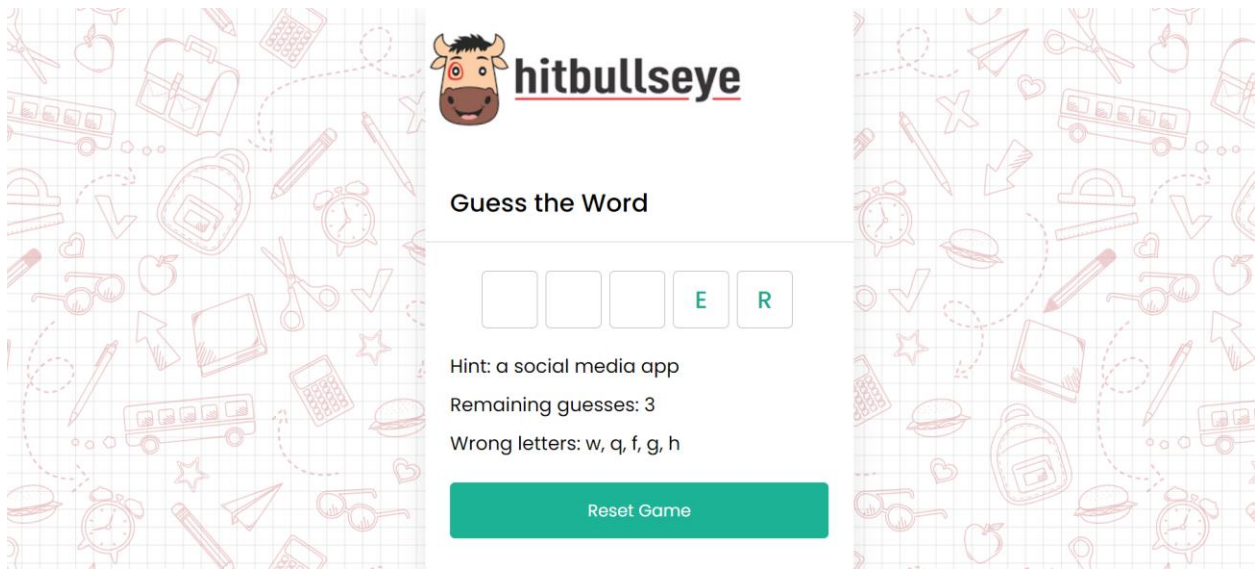 hitbullseye
Guess the Word
E R
Hint: a social media app
Remaining guesses: 3
Wrong letters: w, q, f, g, h
Reset Game